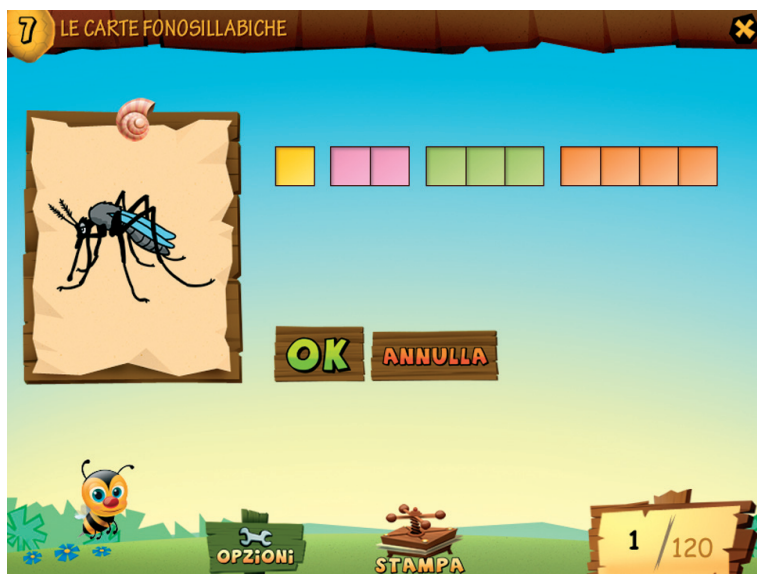 7 LE CARTE FONOSILLABICHE
OK ANNULLA
OPZIONI
STAMPA
1 / 120